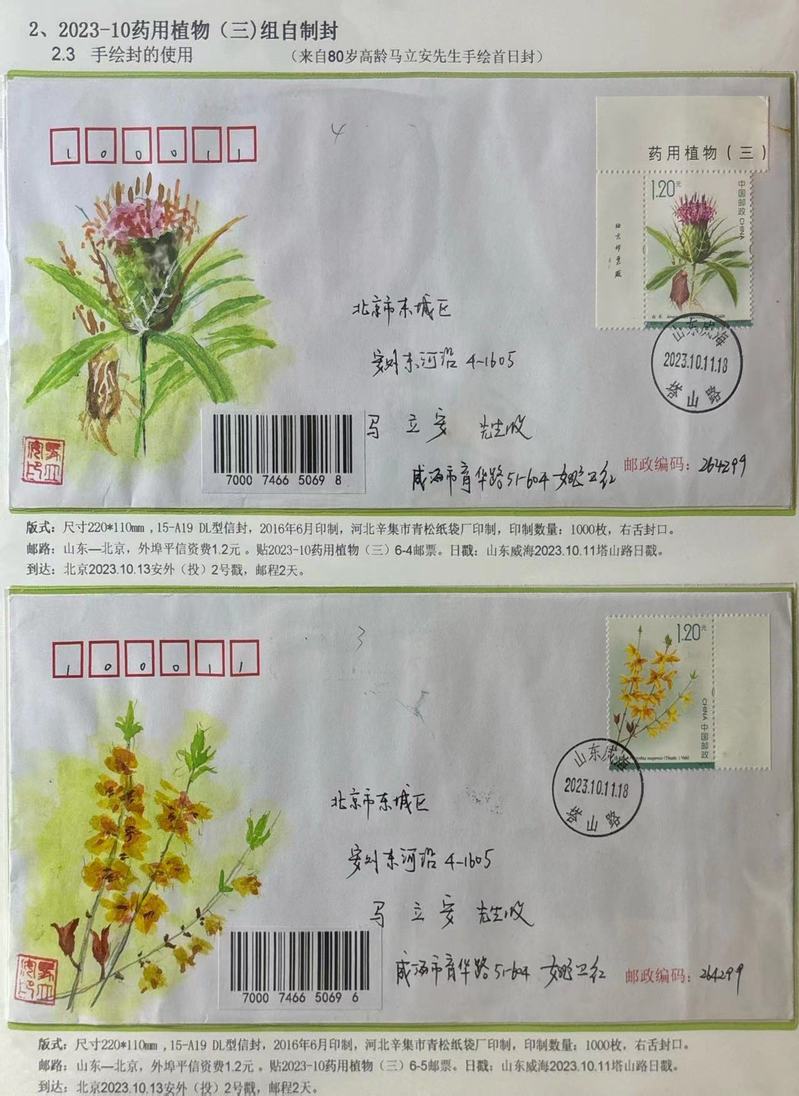 2、2023-10药用植物（三)组自制封
2.3 手绘封的使用 （来自80岁高龄马立安先生手绘首日封）
100011
4
药用植物(三)
1.20元
中国邮政 CHINA
北京邮票厂
北京市东城区
安外东河沿 4-1605
马立安 先生收
山东威海
2023.10.11.18
塔山路
7000 7466 5069 8
威海市育华路51-604 姚卫红 邮政编码：264299
版式：尺寸220*110mm ,15-A19 DL型信封，2016年6月印制，河北辛集市青松纸袋厂印制，印制数量：1000枚，右舌封口。
邮路：山东—北京，外埠平信资费1.2元 。贴2023-10药用植物（三）6-4邮票。日戳：山东威海2023.10.11塔山路日戳。
到达：北京2023.10.13安外（投）2号戳，邮程2天。
100011
3
1.20元
CHINA 中国邮政
山东威海
2023.10.11.18
塔山路
北京市东城区
安外东河沿 4-1605
马立安 先生收
7000 7466 5069 6
威海市育华路51-604 姚卫红 邮政编码：264299
版式：尺寸220*110mm ,15-A19 DL型信封，2016年6月印制，河北辛集市青松纸袋厂印制，印制数量：1000枚，右舌封口。
邮路：山东—北京，外埠平信资费1.2元 。贴2023-10药用植物（三）6-5邮票。日戳：山东威海2023.10.11塔山路日戳。
到达：北京2023.10.13安外（投）2号戳，邮程2天。